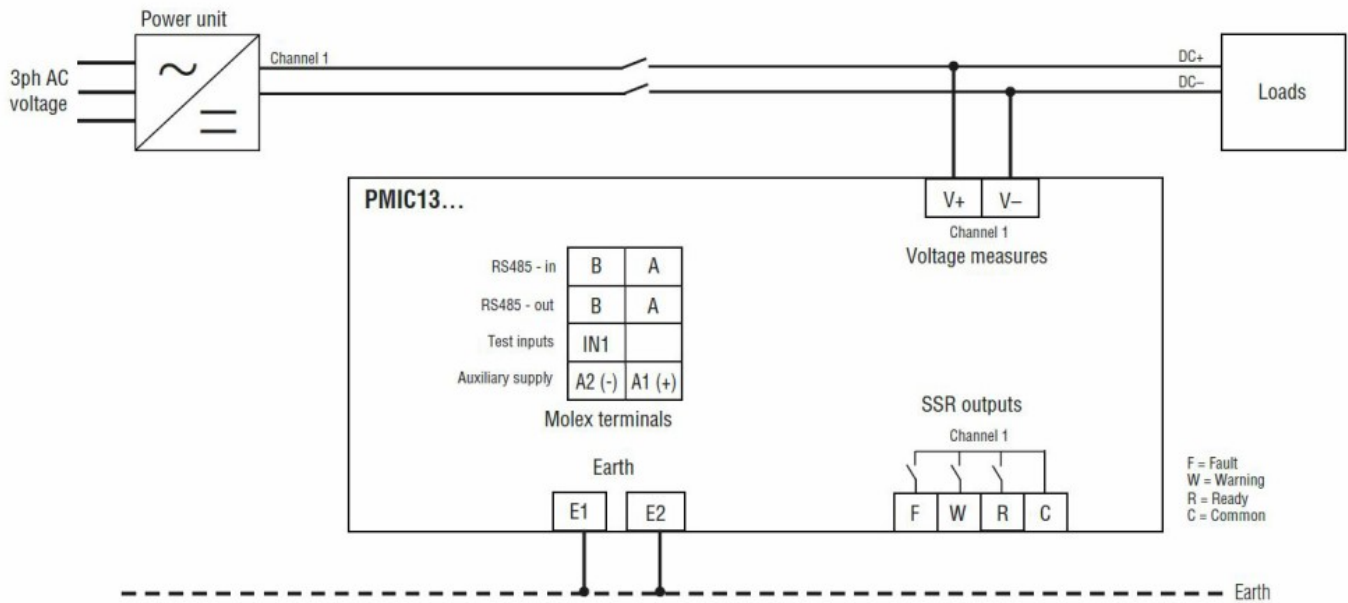 Power unit
3ph AC
voltage
Channel 1
DC+
DC–
Loads
PMIC13...
V+ V–
Channel 1
Voltage measures
RS485 - in B A
RS485 - out B A
Test inputs IN1
Auxiliary supply A2 (-) A1 (+)
Molex terminals
SSR outputs
Channel 1
Earth
E1 E2
F W R C
F = Fault
W = Warning
R = Ready
C = Common
Earth